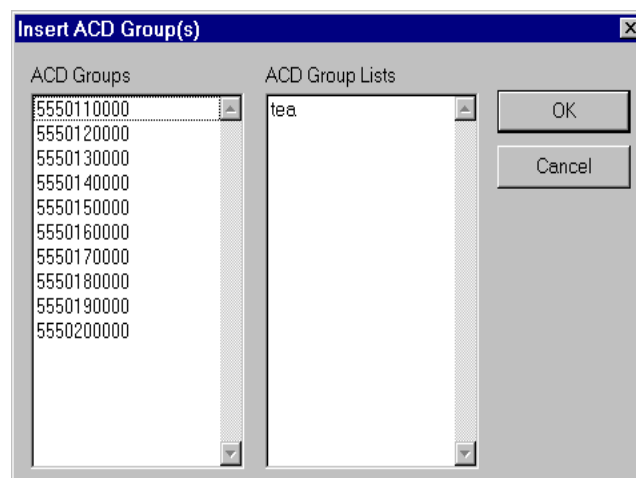 Insert ACD Group(s)
ACD Groups
ACD Group Lists
5550110000
5550120000
5550130000
5550140000
5550150000
5550160000
5550170000
5550180000
5550190000
5550200000
tea
OK
Cancel